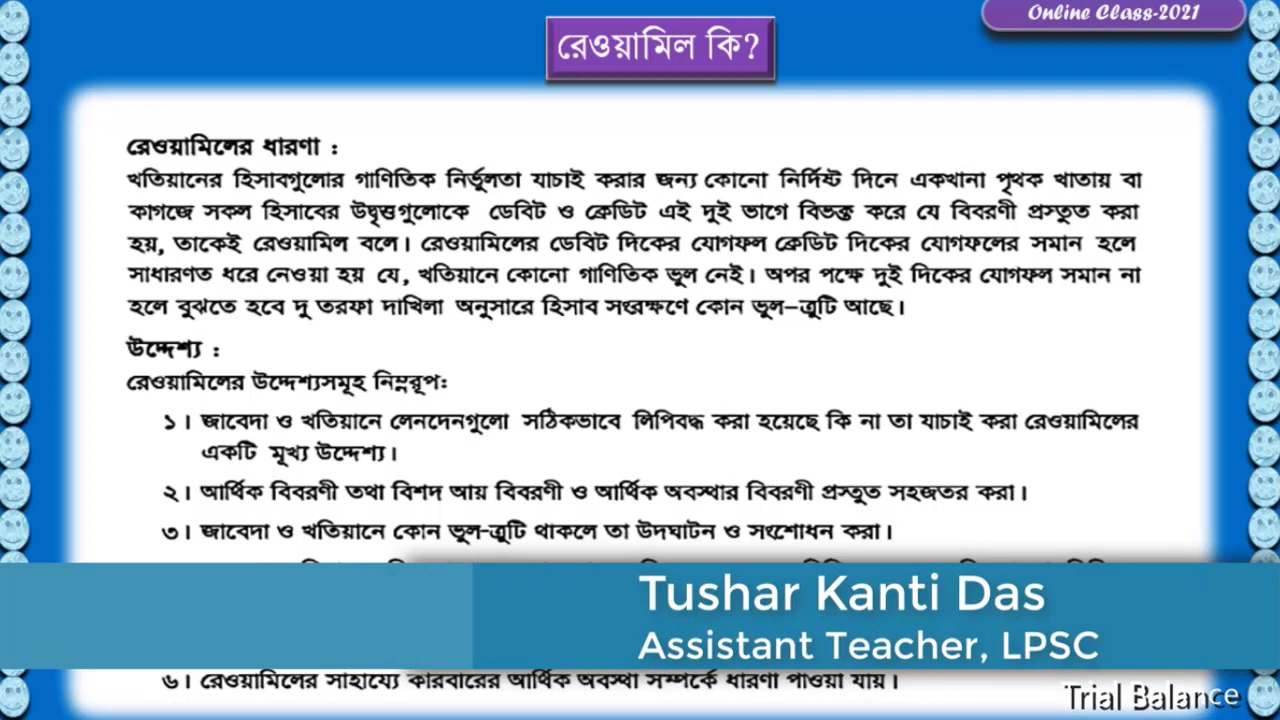 Online Class-2021
রেওয়ামিল কি?
রেওয়ামিলের ধারণা :
খতিয়ানের হিসাবগুলোর গাণিতিক নির্ভুলতা যাচাই করার জন্য কোনো নির্দিষ্ট দিনে একখানা পৃথক খাতায় বা
কাগজে সকল হিসাবের উদ্বৃত্তগুলোকে ডেবিট ও ক্রেডিট এই দুই ভাগে বিভক্ত করে যে বিবরণী প্রস্তুত করা
হয়, তাকেই রেওয়ামিল বলে। রেওয়ামিলের ডেবিট দিকের যোগফল ক্রেডিট দিকের যোগফলের সমান হলে
সাধারণত ধরে নেওয়া হয় যে, খতিয়ানে কোনো গাণিতিক ভুল নেই। অপর পক্ষে দুই দিকের যোগফল সমান না
হলে বুঝতে হবে দু তরফা দাখিলা অনুসারে হিসাব সংরক্ষণে কোন ভুল–ত্রুটি আছে।
উদ্দেশ্য :
রেওয়ামিলের উদ্দেশ্যসমূহ নিম্নরূপঃ
১। জাবেদা ও খতিয়ানে লেনদেনগুলো সঠিকভাবে লিপিবদ্ধ করা হয়েছে কি না তা যাচাই করা রেওয়ামিলের
একটি মূখ্য উদ্দেশ্য।
২। আর্থিক বিবরণী তথা বিশদ আয় বিবরণী ও আর্থিক অবস্থার বিবরণী প্রস্তুত সহজতর করা।
৩। জাবেদা ও খতিয়ানে কোন ভুল-ত্রুটি থাকলে তা উদঘাটন ও সংশোধন করা।
Tushar Kanti Das
Assistant Teacher, LPSC
৬। রেওয়ামিলের সাহায্যে কারবারের আর্থিক অবস্থা সম্পর্কে ধারণা পাওয়া যায়।
Trial Balance